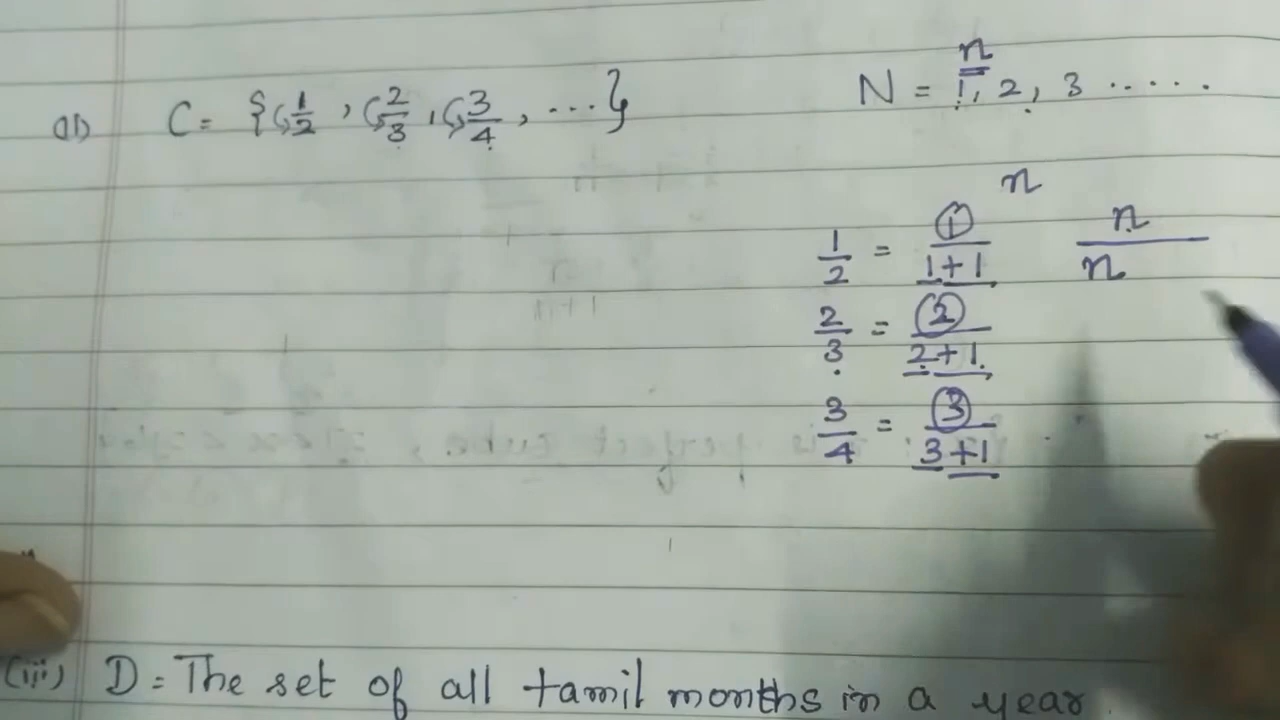 (ii) C = {1/2, 2/3, 3/4, ...}
N = 1, 2, 3 ......
n
n
1/2 = 1/1+1
n/n
2/3 = 2/2+1
3/4 = 3/3+1
(iii) D = The set of all tamil months in a year.